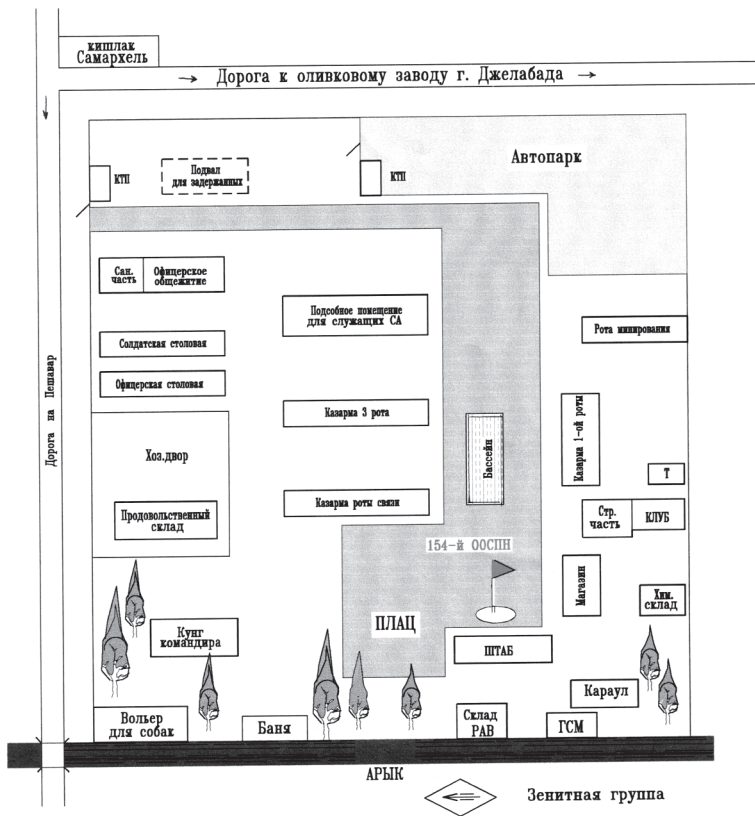 кишлак
Самархель
Дорога к оливковому заводу г. Джелабада
Автопарк
КТП
Подвал
для задержанных
КТП
Сан.
часть
Офицерское
общежитие
Подсобное помещение
для служащих СА
Рота минирования
Солдатская столовая
Офицерская столовая
Дорога на Пешавар
Казарма 3 рота
Казарма 1-ой роты
Бассейн
Хоз.двор
Т
Продовольственный
склад
Казарма роты связи
Стр.
часть
КЛУБ
154-й ООСПН
Магазин
Хим.
склад
ПЛАЦ
Кунг
командира
ШТАБ
Караул
Вольер
для собак
Баня
Склад
РАВ
ГСМ
АРЫК
Зенитная группа